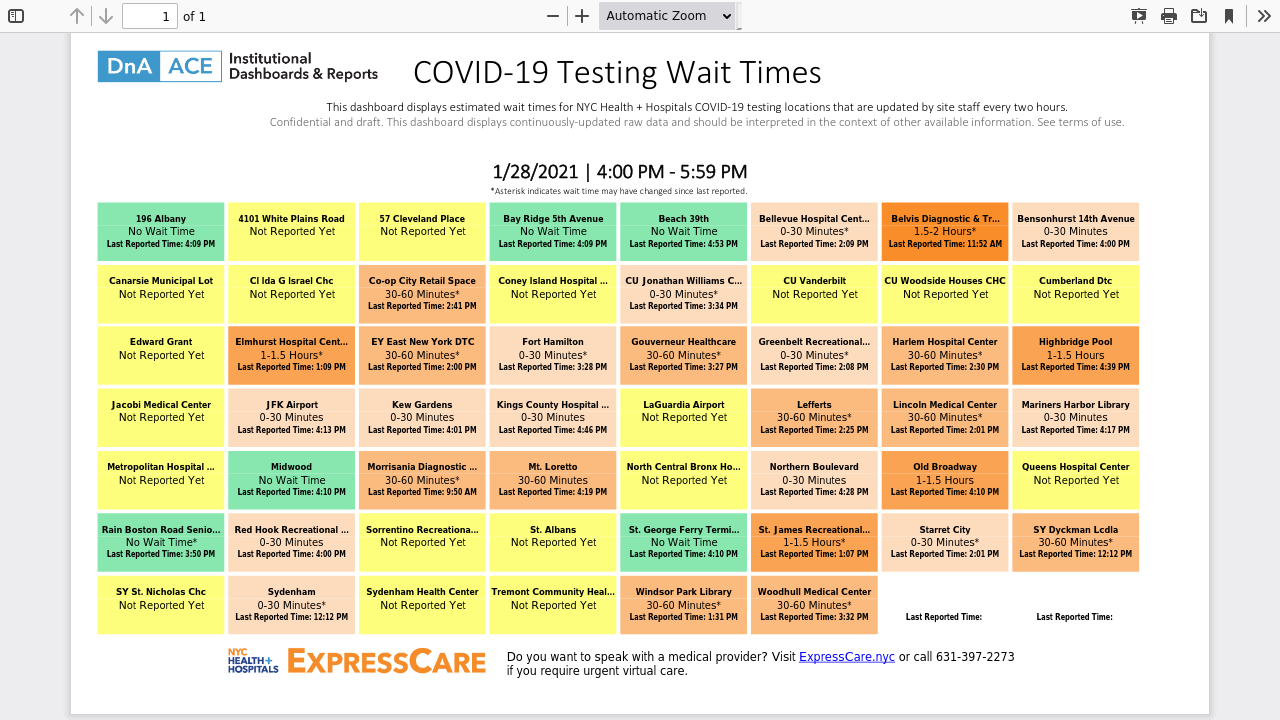 1 of 1 Automatic Zoom
DnA ACE Institutional
Dashboards & Reports
COVID-19 Testing Wait Times
This dashboard displays estimated wait times for NYC Health + Hospitals COVID-19 testing locations that are updated by site staff every two hours.
Confidential and draft. This dashboard displays continuously-updated raw data and should be interpreted in the context of other available information. See terms of use.
1/28/2021 | 4:00 PM - 5:59 PM
*Asterisk indicates wait time may have changed since last reported.
196 Albany
No Wait Time
Last Reported Time: 4:09 PM
4101 White Plains Road
Not Reported Yet
57 Cleveland Place
Not Reported Yet
Bay Ridge 5th Avenue
No Wait Time
Last Reported Time: 4:09 PM
Beach 39th
No Wait Time
Last Reported Time: 4:53 PM
Bellevue Hospital Cent...
0-30 Minutes*
Last Reported Time: 2:09 PM
Belvis Diagnostic & Tr...
1.5-2 Hours*
Last Reported Time: 11:52 AM
Bensonhurst 14th Avenue
0-30 Minutes
Last Reported Time: 4:00 PM
Canarsie Municipal Lot
Not Reported Yet
Cl Ida G Israel Chc
Not Reported Yet
Co-op City Retail Space
30-60 Minutes*
Last Reported Time: 2:41 PM
Coney Island Hospital ...
Not Reported Yet
CU Jonathan Williams C...
0-30 Minutes*
Last Reported Time: 3:34 PM
CU Vanderbilt
Not Reported Yet
CU Woodside Houses CHC
Not Reported Yet
Cumberland Dtc
Not Reported Yet
Edward Grant
Not Reported Yet
Elmhurst Hospital Cent...
1-1.5 Hours*
Last Reported Time: 1:09 PM
EY East New York DTC
30-60 Minutes*
Last Reported Time: 2:00 PM
Fort Hamilton
0-30 Minutes*
Last Reported Time: 3:28 PM
Gouverneur Healthcare
30-60 Minutes*
Last Reported Time: 3:27 PM
Greenbelt Recreational...
0-30 Minutes*
Last Reported Time: 2:08 PM
Harlem Hospital Center
30-60 Minutes*
Last Reported Time: 2:30 PM
Highbridge Pool
1-1.5 Hours
Last Reported Time: 4:39 PM
Jacobi Medical Center
Not Reported Yet
JFK Airport
0-30 Minutes
Last Reported Time: 4:13 PM
Kew Gardens
0-30 Minutes
Last Reported Time: 4:01 PM
Kings County Hospital ...
0-30 Minutes
Last Reported Time: 4:46 PM
LaGuardia Airport
Not Reported Yet
Lefferts
30-60 Minutes*
Last Reported Time: 2:25 PM
Lincoln Medical Center
30-60 Minutes*
Last Reported Time: 2:01 PM
Mariners Harbor Library
0-30 Minutes
Last Reported Time: 4:17 PM
Metropolitan Hospital ...
Not Reported Yet
Midwood
No Wait Time
Last Reported Time: 4:10 PM
Morrisania Diagnostic ...
30-60 Minutes*
Last Reported Time: 9:50 AM
Mt. Loretto
30-60 Minutes
Last Reported Time: 4:19 PM
North Central Bronx Ho...
Not Reported Yet
Northern Boulevard
0-30 Minutes
Last Reported Time: 4:28 PM
Old Broadway
1-1.5 Hours
Last Reported Time: 4:10 PM
Queens Hospital Center
Not Reported Yet
Rain Boston Road Senio...
No Wait Time*
Last Reported Time: 3:50 PM
Red Hook Recreational ...
0-30 Minutes
Last Reported Time: 4:00 PM
Sorrentino Recreationa...
Not Reported Yet
St. Albans
Not Reported Yet
St. George Ferry Termi...
No Wait Time
Last Reported Time: 4:10 PM
St. James Recreational...
1-1.5 Hours*
Last Reported Time: 1:07 PM
Starret City
0-30 Minutes*
Last Reported Time: 2:01 PM
SY Dyckman Lcdla
30-60 Minutes*
Last Reported Time: 12:12 PM
SY St. Nicholas Chc
Not Reported Yet
Sydenham
0-30 Minutes*
Last Reported Time: 12:12 PM
Sydenham Health Center
Not Reported Yet
Tremont Community Heal...
Not Reported Yet
Windsor Park Library
30-60 Minutes*
Last Reported Time: 1:31 PM
Woodhull Medical Center
30-60 Minutes*
Last Reported Time: 3:32 PM
Last Reported Time:
Last Reported Time:
NYC
HEALTH+
HOSPITALS
EXPRESSCARE
Do you want to speak with a medical provider? Visit ExpressCare.nyc or call 631-397-2273
if you require urgent virtual care.